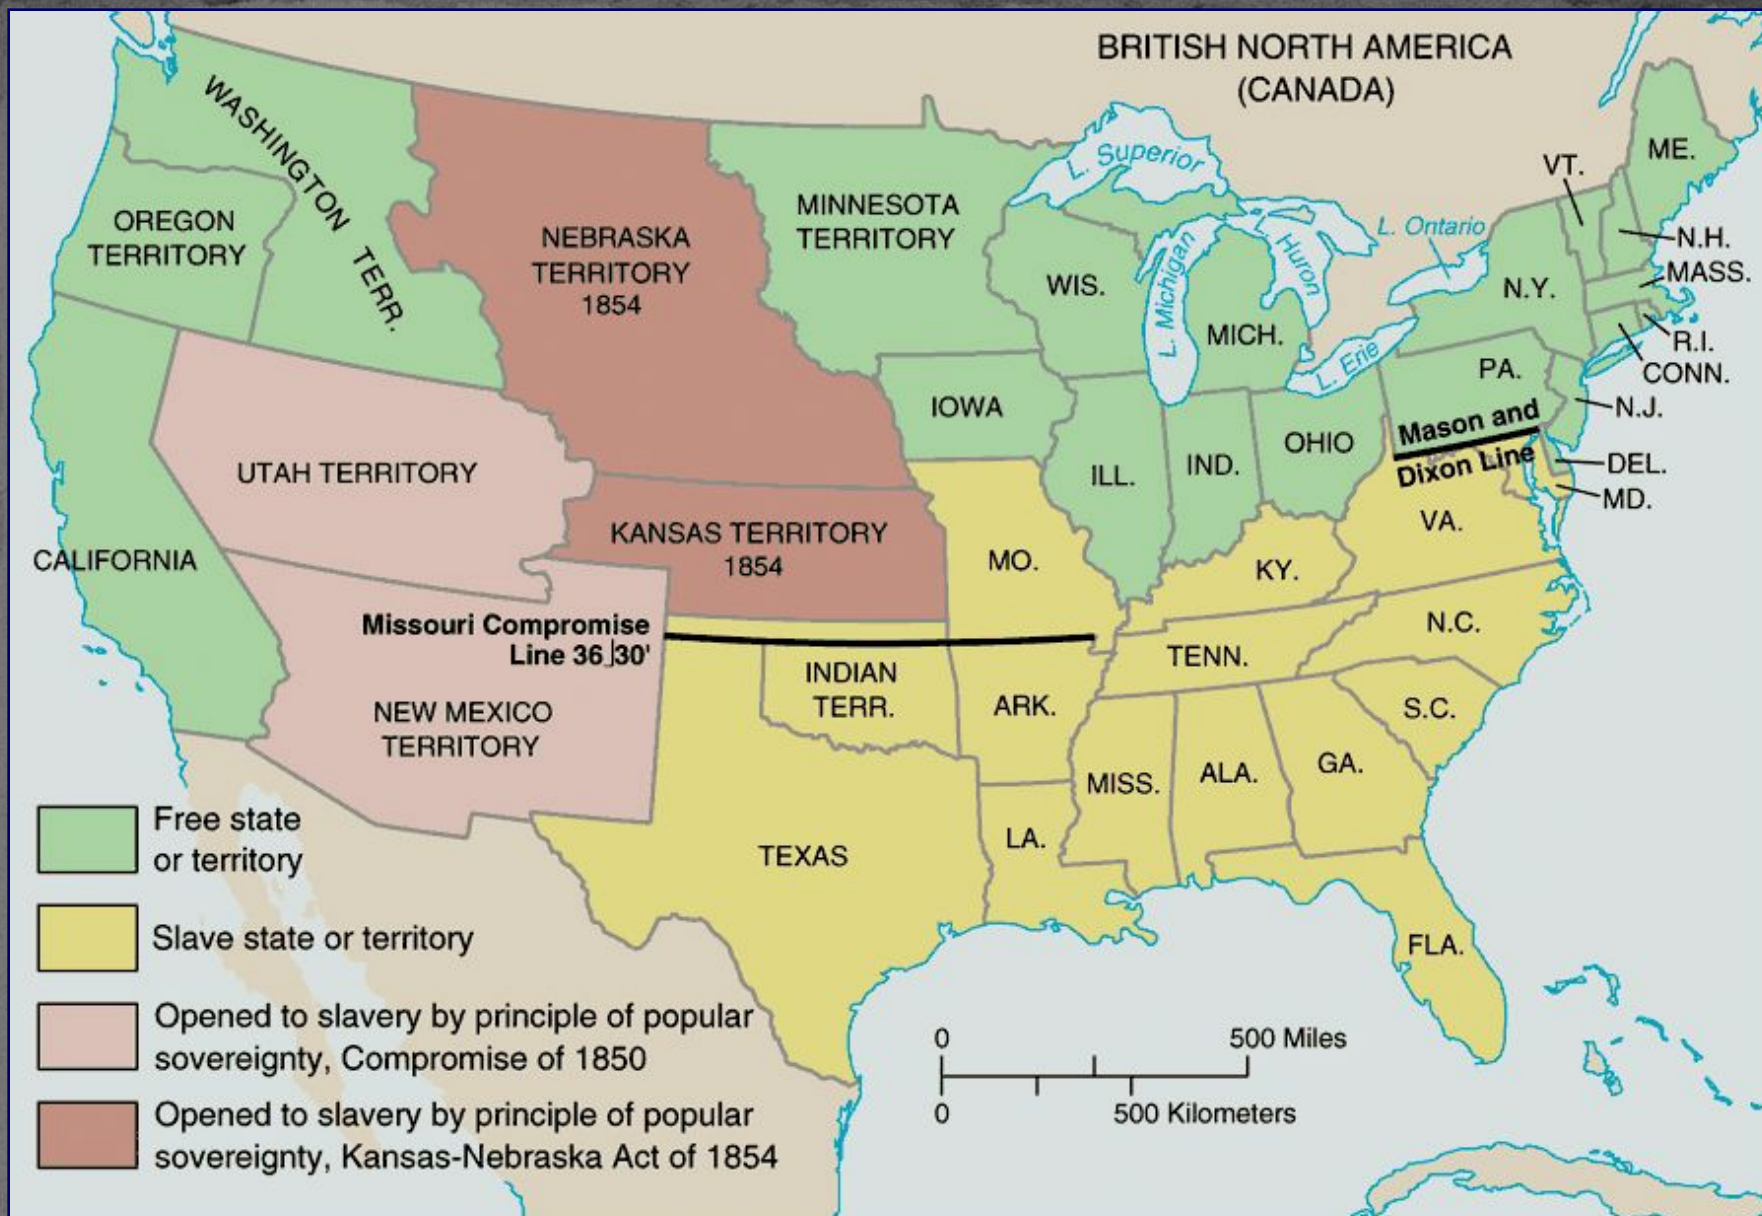 BRITISH NORTH AMERICA
(CANADA)
WASHINGTON TERR.
OREGON
TERRITORY
NEBRASKA
TERRITORY
1854
MINNESOTA
TERRITORY
L. Superior
L. Michigan
Huron
L. Ontario
L. Erie
WIS.
MICH.
VT.
ME.
N.H.
MASS.
N.Y.
R.I.
CONN.
PA.
N.J.
IOWA
ILL.
IND.
OHIO
Mason and
Dixon Line
DEL.
MD.
UTAH TERRITORY
CALIFORNIA
KANSAS TERRITORY
1854
MO.
KY.
VA.
Missouri Compromise
Line 36⌋30'
N.C.
TENN.
INDIAN
TERR.
ARK.
S.C.
NEW MEXICO
TERRITORY
MISS.
ALA.
GA.
LA.
TEXAS
FLA.
Free state
or territory
Slave state or territory
Opened to slavery by principle of popular
sovereignty, Compromise of 1850
Opened to slavery by principle of popular
sovereignty, Kansas-Nebraska Act of 1854
0 500 Miles
0 500 Kilometers